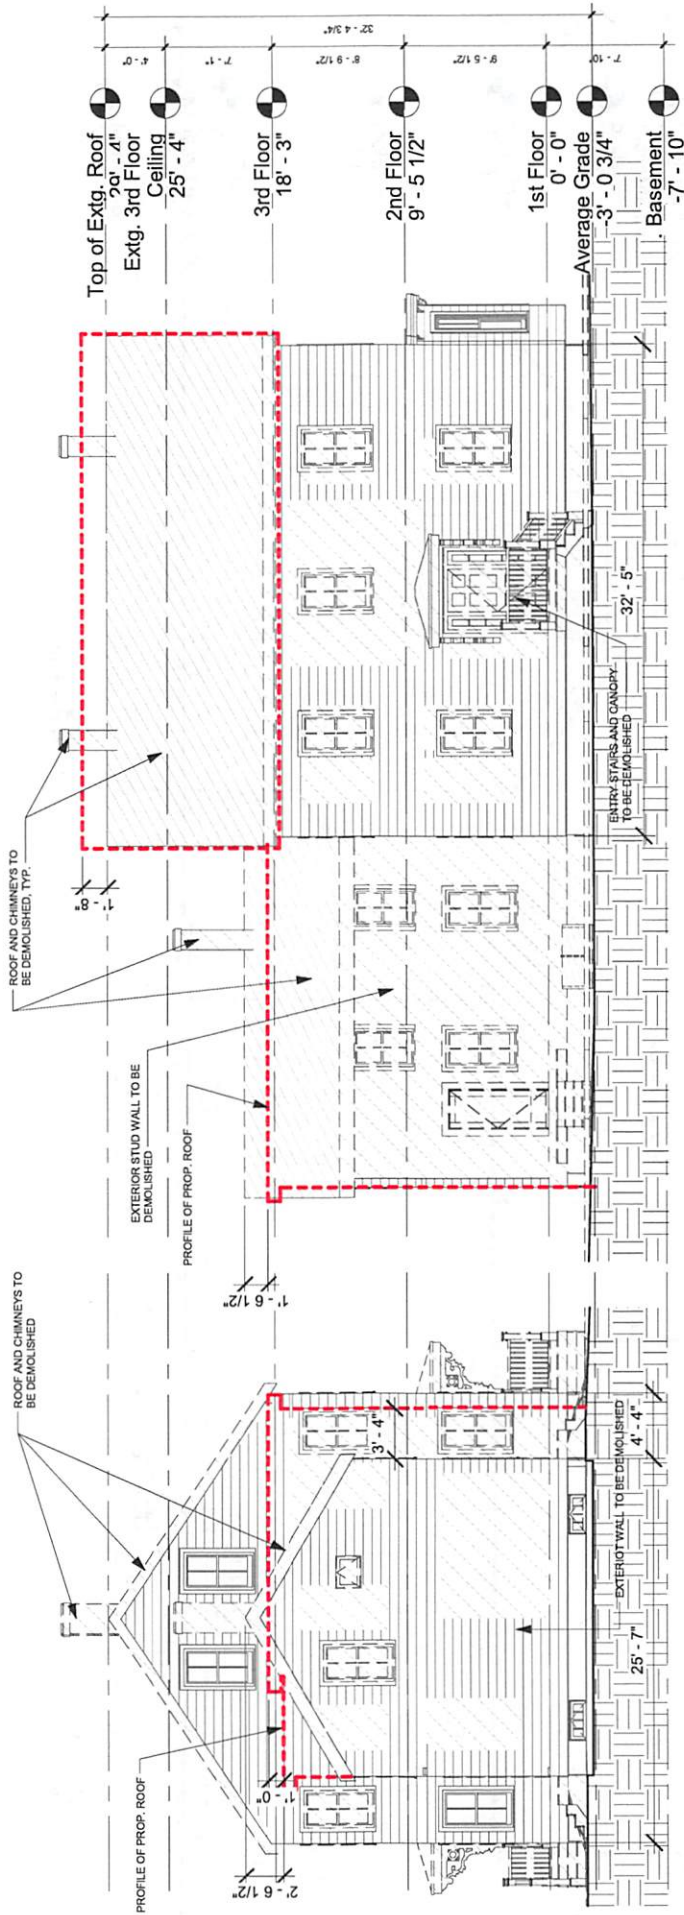 ROOF AND CHIMNEYS TO
BE DEMOLISHED
PROFILE OF PROP. ROOF
2' - 6 1/2"
1' - 0"
3' - 4"
EXTERIOT WALL TO BE DEMOLISHED
25' - 7"
4' - 4"
ROOF AND CHIMNEYS TO
BE DEMOLISHED, TYP.
EXTERIOR STUD WALL TO BE
DEMOLISHED
PROFILE OF PROP. ROOF
1' - 6 1/2"
1' - 8"
ENTRY STAIRS AND CANOPY
TO BE DEMOLISHED
32' - 5"
Top of Extg. Roof
29' - 4"
Extg. 3rd Floor
Ceiling
25' - 4"
3rd Floor
18' - 3"
2nd Floor
9' - 5 1/2"
1st Floor
0' - 0"
Average Grade
-3' - 0 3/4"
. Basement
-7' - 10"
4' - 0"
7' - 1"
8' - 9 1/2"
9' - 5 1/2"
7' - 10"
32' - 4 3/4"